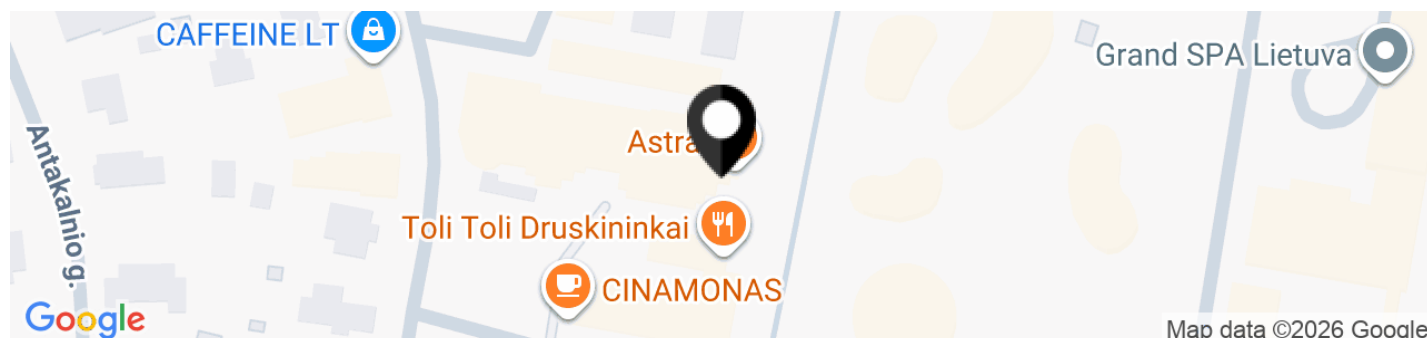 CAFFEINE LT
Grand SPA Lietuva
Antakalnio g.
Astra
Toli Toli Druskininkai
CINAMONAS
Google
Map data ©2026 Google